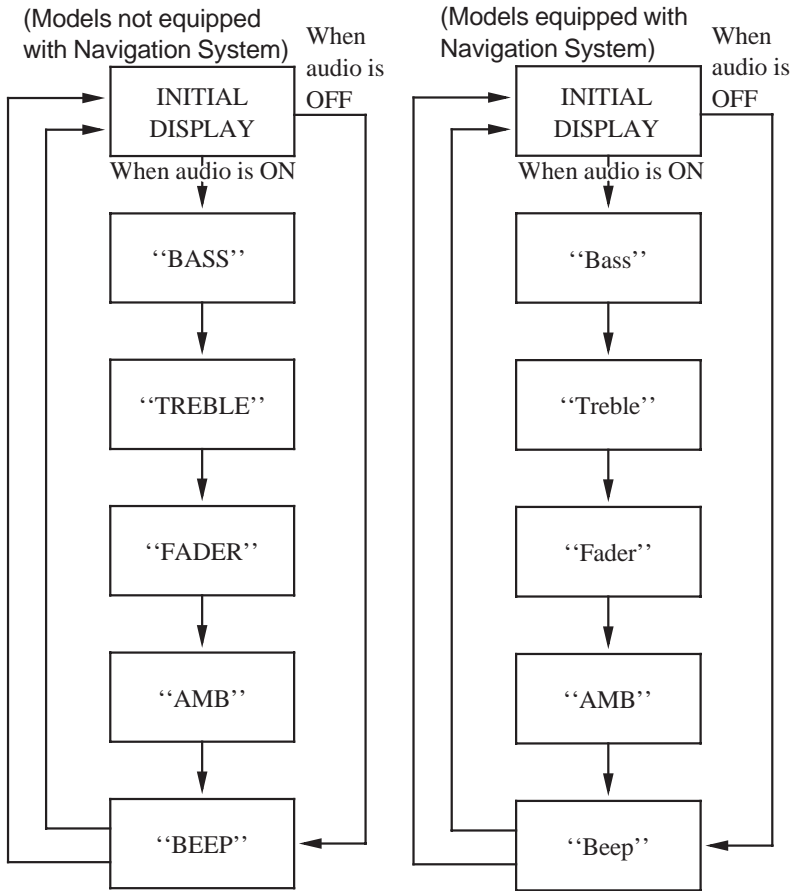 (Models not equipped
with Navigation System)
When
audio is
OFF
INITIAL
DISPLAY
When audio is ON
‘‘BASS’’
‘‘TREBLE’’
‘‘FADER’’
‘‘AMB’’
‘‘BEEP’’
(Models equipped with
Navigation System)
When
audio is
OFF
INITIAL
DISPLAY
When audio is ON
‘‘Bass’’
‘‘Treble’’
‘‘Fader’’
‘‘AMB’’
‘‘Beep’’